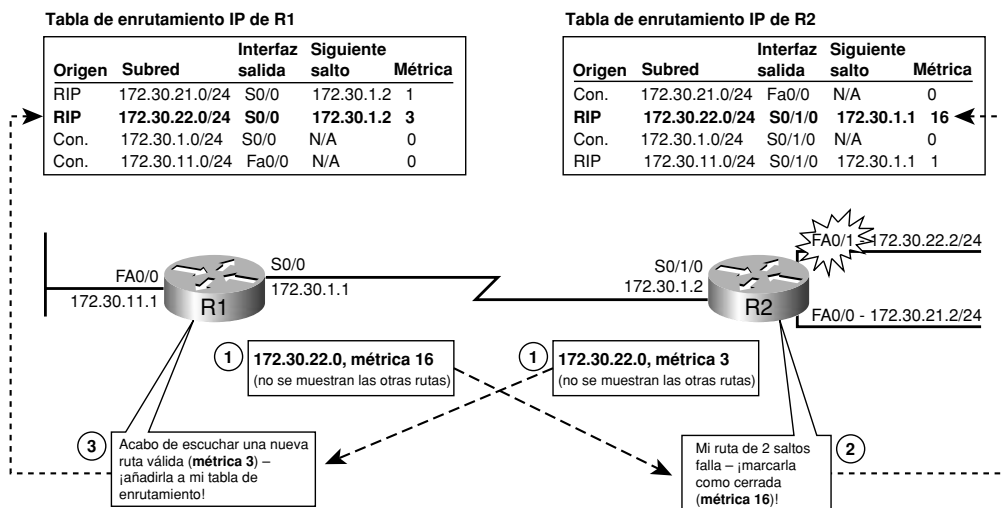 Tabla de enrutamiento IP de R1
Interfaz Siguiente
Origen Subred salida salto Métrica
RIP 172.30.21.0/24 S0/0 172.30.1.2 1
RIP 172.30.22.0/24 S0/0 172.30.1.2 3
Con. 172.30.1.0/24 S0/0 N/A 0
Con. 172.30.11.0/24 Fa0/0 N/A 0
Tabla de enrutamiento IP de R2
Interfaz Siguiente
Origen Subred salida salto Métrica
Con. 172.30.21.0/24 Fa0/0 N/A 0
RIP 172.30.22.0/24 S0/1/0 172.30.1.1 16
Con. 172.30.1.0/24 S0/1/0 N/A 0
RIP 172.30.11.0/24 S0/1/0 172.30.1.1 1
FA0/0
172.30.11.1
R1
S0/0
172.30.1.1
S0/1/0
172.30.1.2
R2
FA0/1 - 172.30.22.2/24
FA0/0 - 172.30.21.2/24
1
172.30.22.0, métrica 16
(no se muestran las otras rutas)
1
172.30.22.0, métrica 3
(no se muestran las otras rutas)
3
Acabo de escuchar una nueva
ruta válida (métrica 3) –
¡añadirla a mi tabla de
enrutamiento!
Mi ruta de 2 saltos
falla – ¡marcarla
como cerrada
(métrica 16)!
2